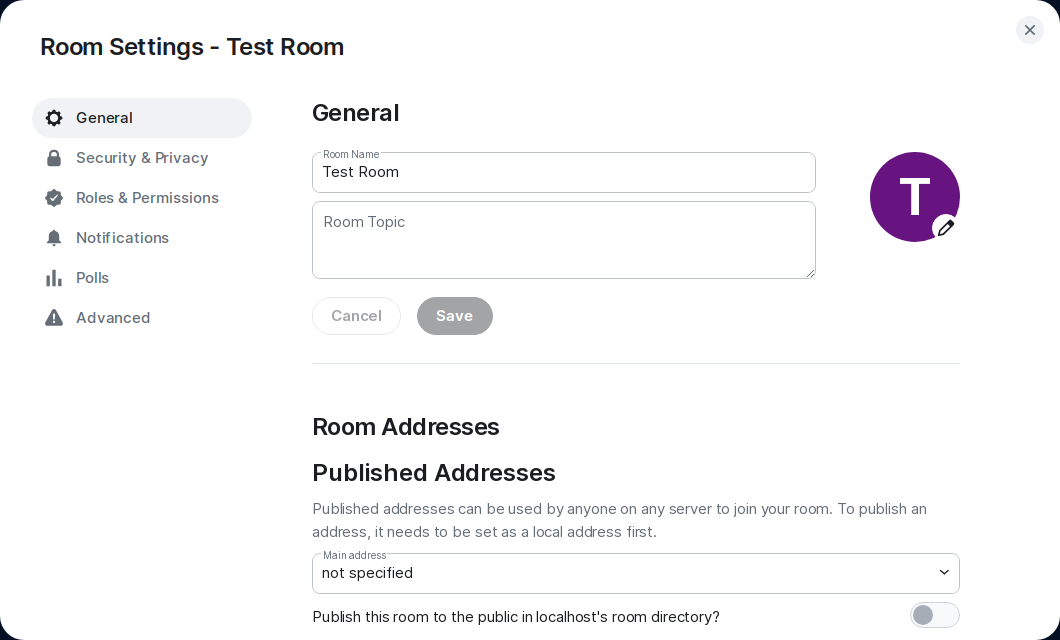 Room Settings - Test Room
General
Security & Privacy
Roles & Permissions
Notifications
Polls
Advanced
General
Room Name
Test Room
T
Room Topic
Cancel
Save
Room Addresses
Published Addresses
Published addresses can be used by anyone on any server to join your room. To publish an
address, it needs to be set as a local address first.
Main address
not specified
Publish this room to the public in localhost's room directory?